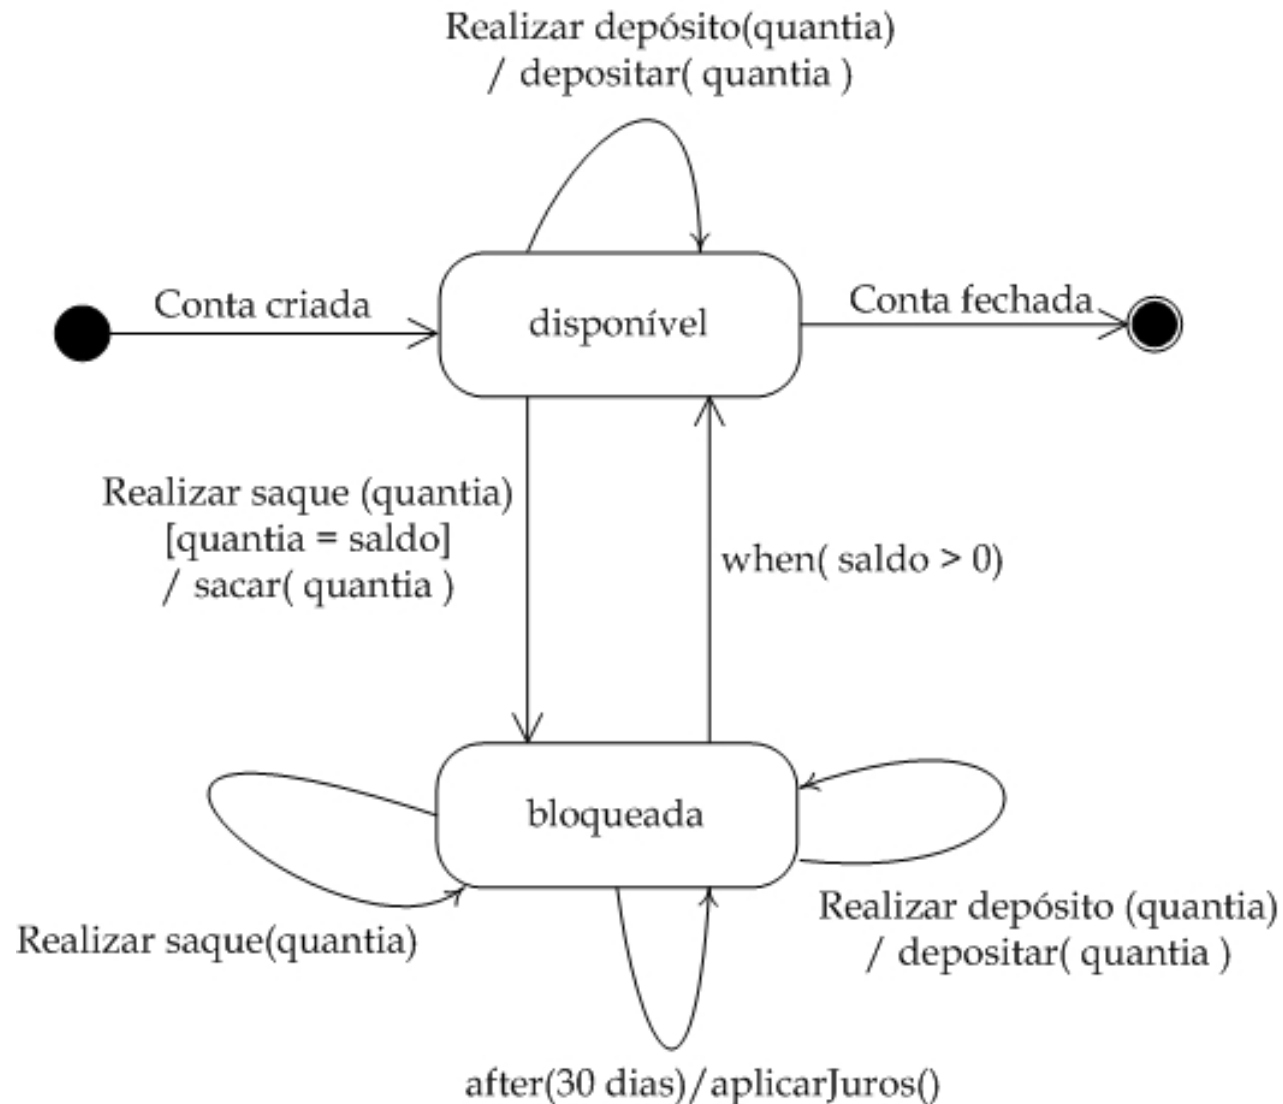 Realizar depósito(quantia)
/ depositar( quantia )
Conta criada
disponível
Conta fechada
Realizar saque (quantia)
[quantia = saldo]
/ sacar( quantia )
when( saldo > 0)
bloqueada
Realizar saque(quantia)
Realizar depósito (quantia)
/ depositar( quantia )
after(30 dias)/aplicarJuros()